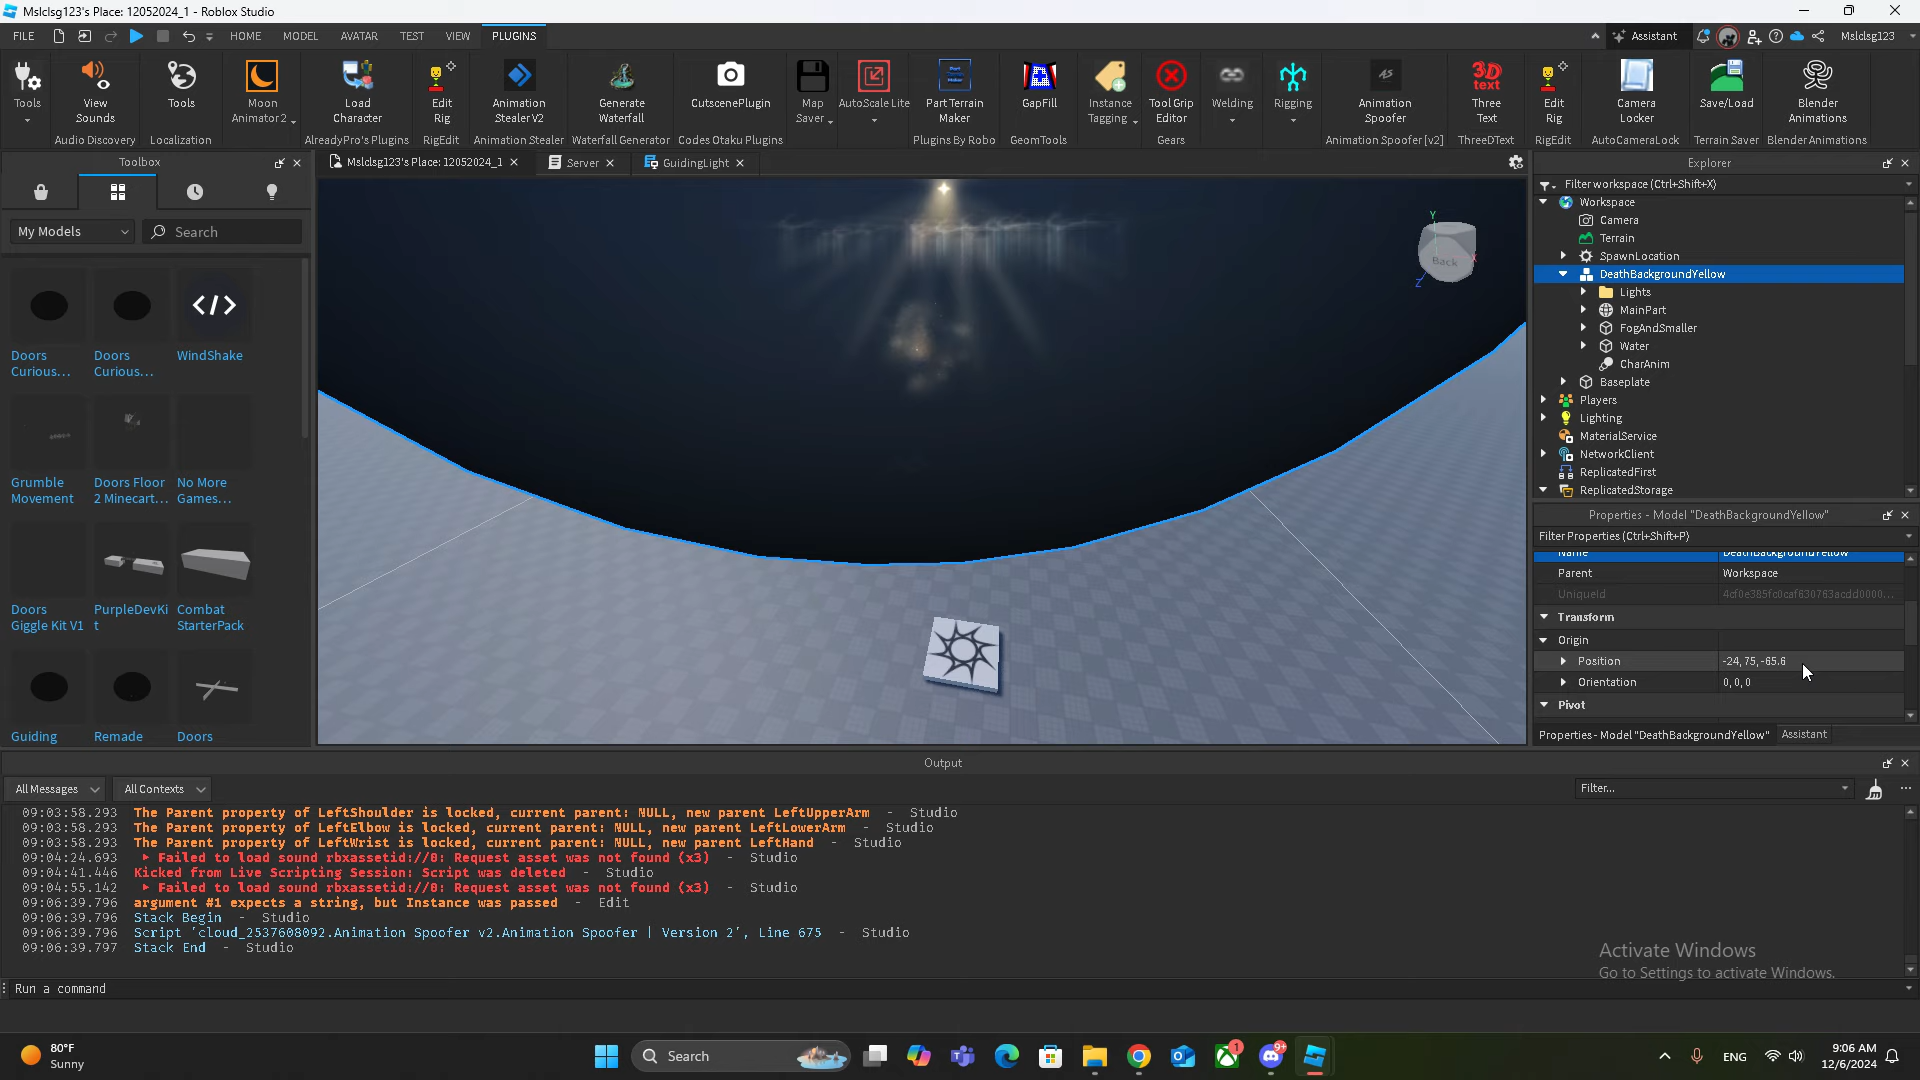 Mslclsg123's Place: 12052024_1 - Roblox Studio
FILE HOME MODEL AVATAR TEST VIEW PLUGINS Assistant Mslclsg123
Tools
View Sounds
Audio Discovery
Tools
Localization
Moon Animator 2
Load Character
AlreadyPro's Plugins
Edit Rig
RigEdit
Animation Stealer V2
Animation Stealer
Generate Waterfall
Waterfall Generator
CutscenePlugin
Codes Otaku Plugins
Map Saver
AutoScale Lite
Part Terrain Maker
Plugins By Robo
GapFill
GeomTools
Instance Tagging
Tool Grip Editor
Gears
Welding
Rigging
AS
Animation Spoofer
Animation Spoofer [v2]
3D text
Three Text
ThreeDText
Edit Rig
RigEdit
Camera Locker
AutoCameraLock
Save/Load
Terrain Saver
Blender Animations
Blender Animations
Toolbox
My Models
Search
Doors Curious...
Doors Curious...
WindShake
Grumble Movement
Doors Floor 2 Minecart...
No More Games...
Doors Giggle Kit V1
PurpleDevKit
Combat StarterPack
Guiding
Remade
Doors
Mslclsg123's Place: 12052024_1
Server
GuidingLight
Y
Back
X
Z
Explorer
Filter workspace (Ctrl+Shift+X)
Workspace
Camera
Terrain
SpawnLocation
DeathBackgroundYellow
Lights
MainPart
FogAndSmaller
Water
CharAnim
Baseplate
Players
Lighting
MaterialService
NetworkClient
ReplicatedFirst
ReplicatedStorage
Properties - Model "DeathBackgroundYellow"
Filter Properties (Ctrl+Shift+P)
Name DeathBackgroundYellow
Parent Workspace
UniqueId 4cf0e385fc0caf630763acdd0000...
Transform
Origin
Position -24, 75, -65.6
Orientation 0, 0, 0
Pivot
Properties - Model "DeathBackgroundYellow" Assistant
Output
All Messages All Contexts Filter...
09:03:58.293 The Parent property of LeftShoulder is locked, current parent: NULL, new parent LeftUpperArm - Studio
09:03:58.293 The Parent property of LeftElbow is locked, current parent: NULL, new parent LeftLowerArm - Studio
09:03:58.293 The Parent property of LeftWrist is locked, current parent: NULL, new parent LeftHand - Studio
09:04:24.693 Failed to load sound rbxassetid://0: Request asset was not found (x3) - Studio
09:04:41.446 Kicked from Live Scripting Session: Script was deleted - Studio
09:04:55.142 Failed to load sound rbxassetid://0: Request asset was not found (x3) - Studio
09:06:39.796 argument #1 expects a string, but Instance was passed - Edit
09:06:39.796 Stack Begin - Studio
09:06:39.796 Script 'cloud_2537608092.Animation Spoofer v2.Animation Spoofer | Version 2', Line 675 - Studio
09:06:39.797 Stack End - Studio
Activate Windows
Go to Settings to activate Windows.
Run a command
80°F
Sunny
Search
1
9+
ENG
9:06 AM
12/6/2024